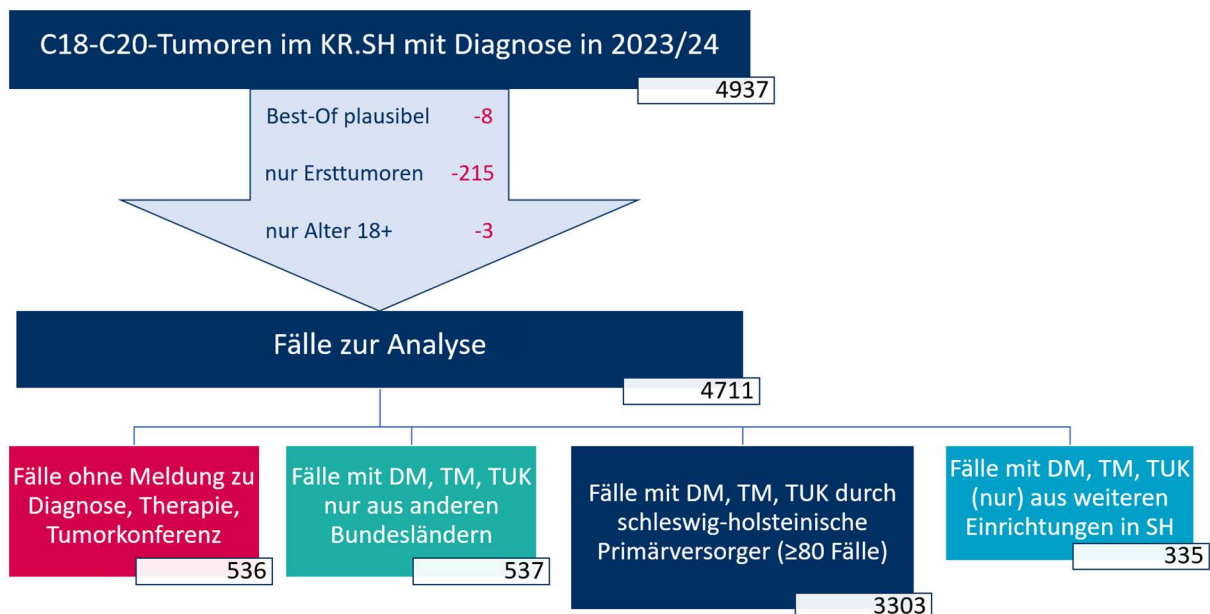 C18-C20-Tumoren im KR.SH mit Diagnose in 2023/24
4937
Best-Of plausibel -8
nur Ersttumoren -215
nur Alter 18+ -3
Fälle zur Analyse
4711
Fälle ohne Meldung zu
Diagnose, Therapie,
Tumorkonferenz
536
Fälle mit DM, TM, TUK
nur aus anderen
Bundesländern
537
Fälle mit DM, TM, TUK durch
schleswig-holsteinische
Primärversorger (≥80 Fälle)
3303
Fälle mit DM, TM, TUK
(nur) aus weiteren
Einrichtungen in SH
335